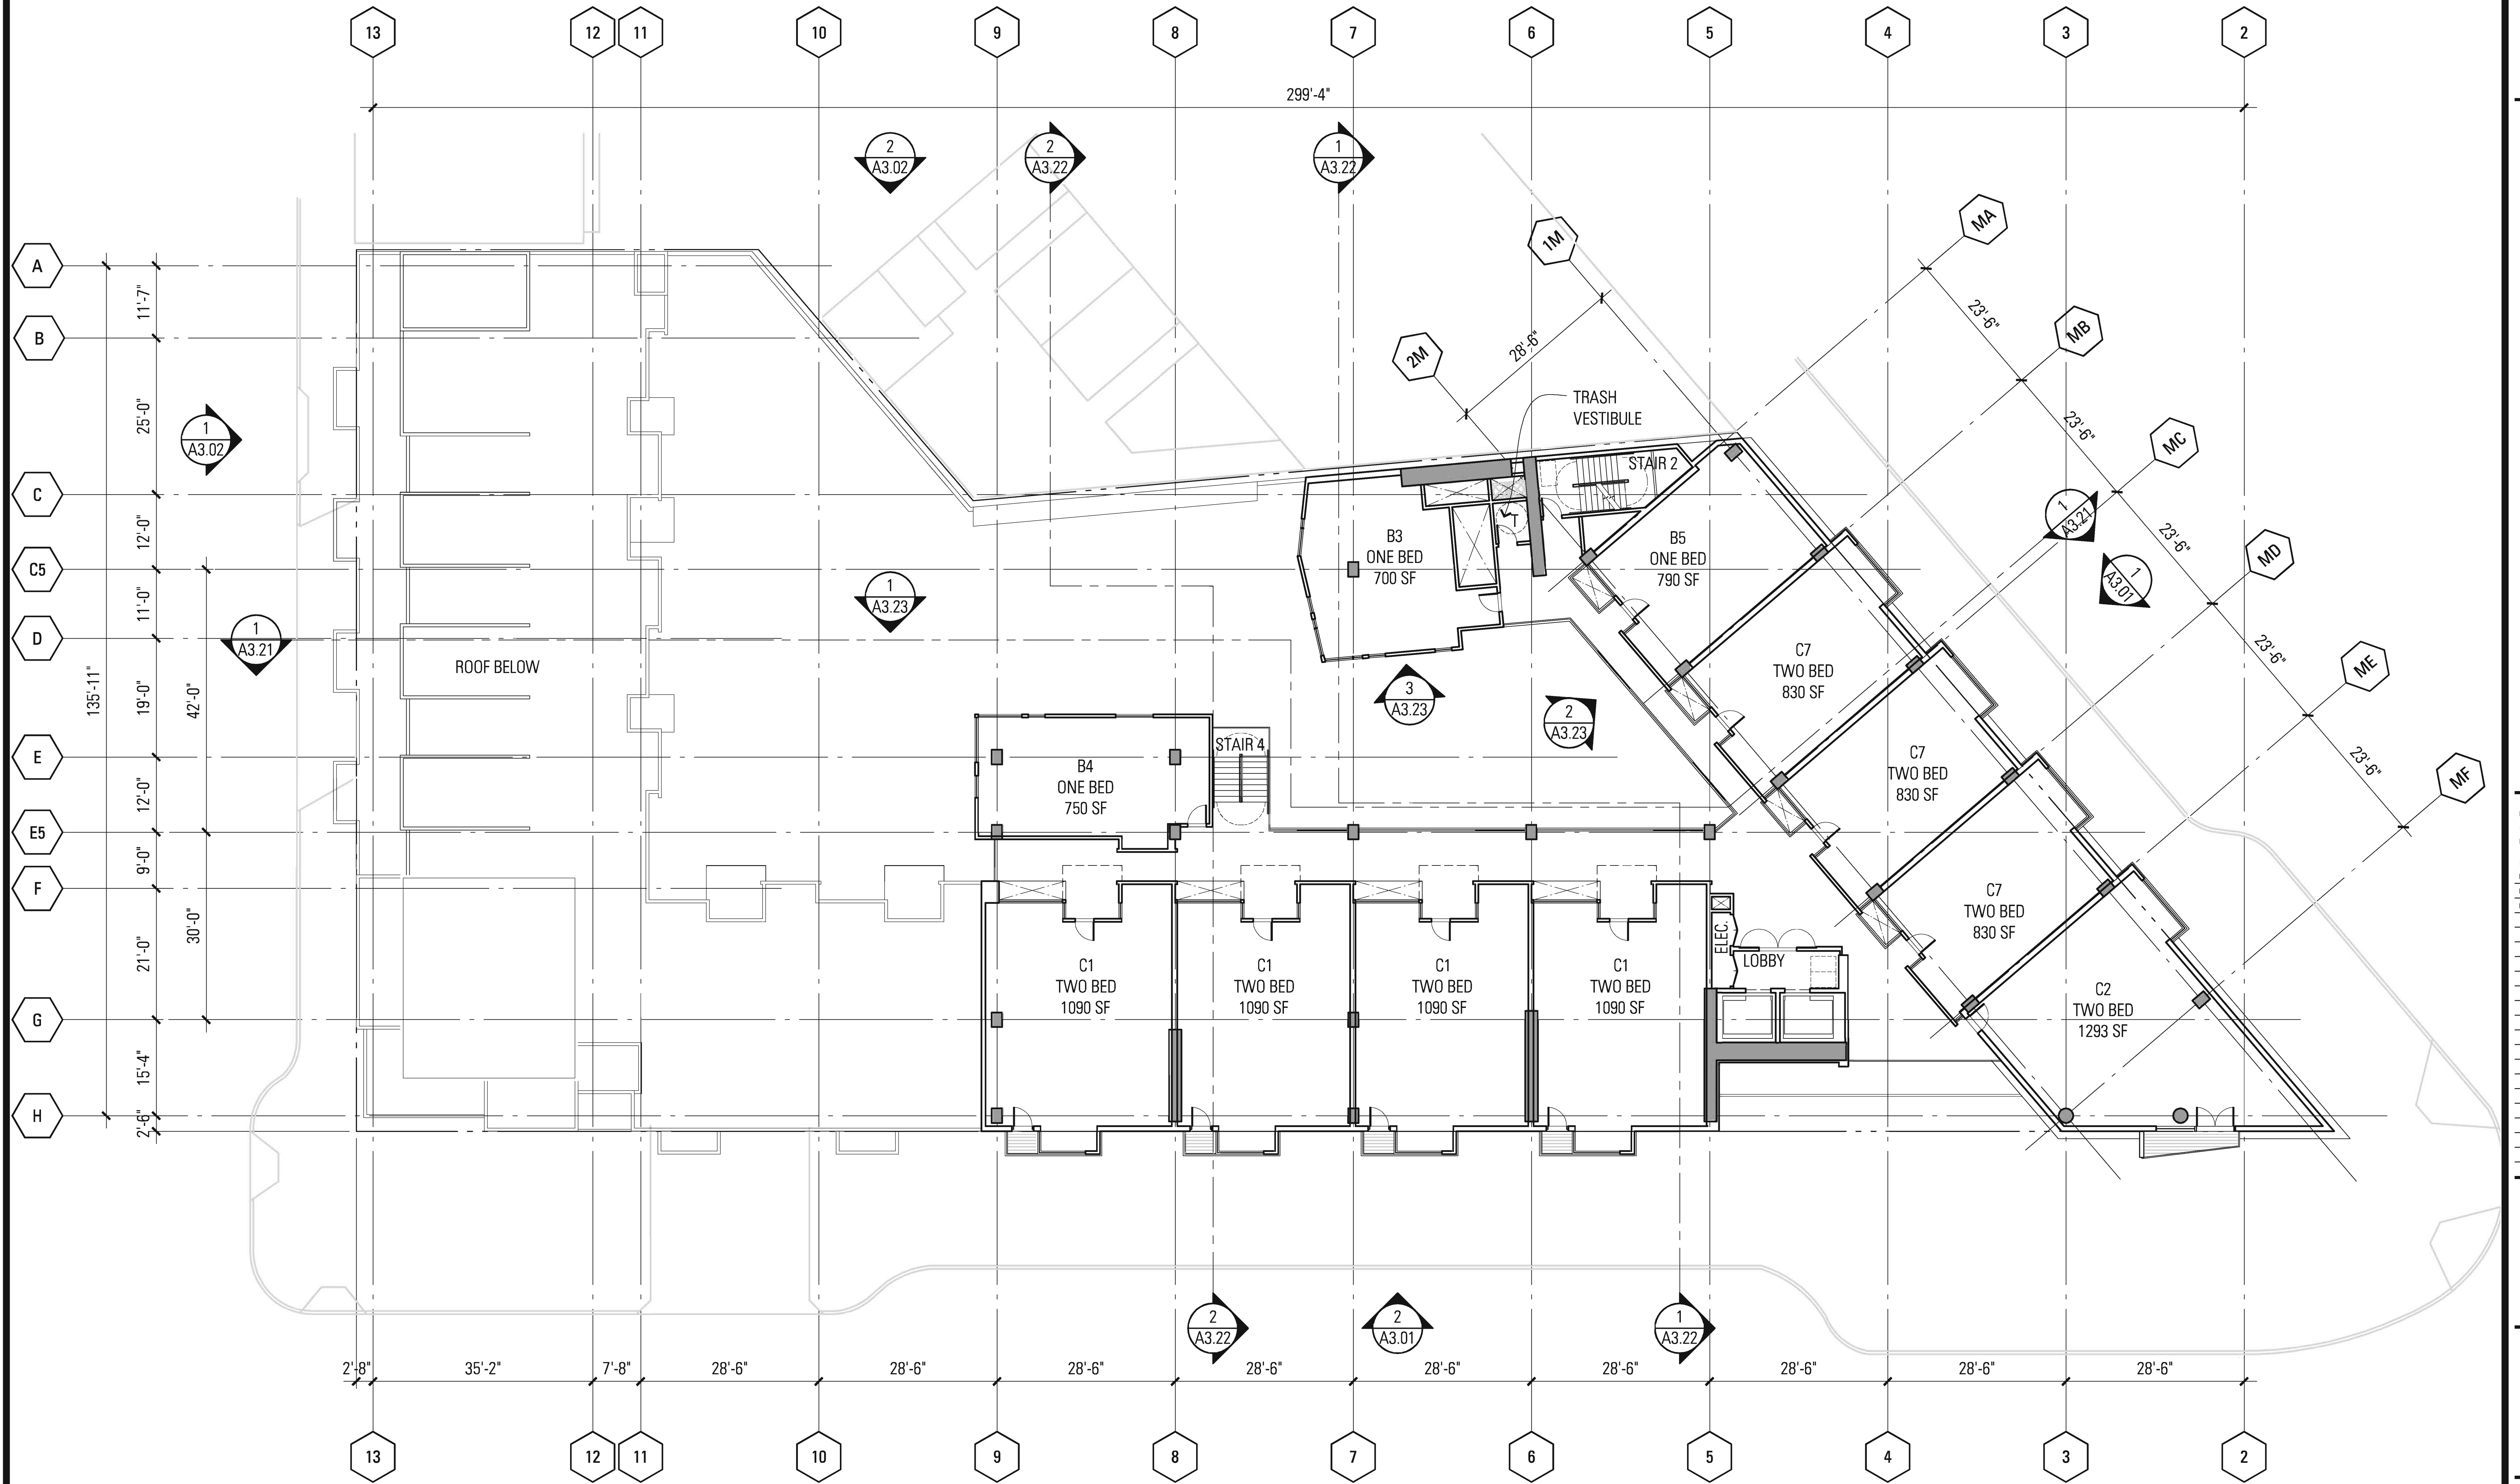 13
12
11
10
9
8
7
6
5
4
3
2
299'-4"
2
A3.02
2
A3.22
1
A3.22
1M
MA
2M
28'-6"
MB
MC
MD
ME
MF
23'-6"
23'-6"
23'-6"
23'-6"
23'-6"
A
B
C
C5
D
E
E5
F
G
H
11'-7"
25'-0"
12'-0"
11'-0"
19'-0"
12'-0"
9'-0"
21'-0"
15'-4"
2'-6"
135'-11"
42'-0"
30'-0"
1
A3.02
1
A3.21
1
A3.23
ROOF BELOW
TRASH
VESTIBULE
STAIR 2
T
B3
ONE BED
700 SF
B5
ONE BED
790 SF
1
A3.21
1
A3.01
3
A3.23
2
A3.23
C7
TWO BED
830 SF
STAIR 4
B4
ONE BED
750 SF
C7
TWO BED
830 SF
C7
TWO BED
830 SF
ELEC.
LOBBY
C1
TWO BED
1090 SF
C1
TWO BED
1090 SF
C1
TWO BED
1090 SF
C1
TWO BED
1090 SF
C2
TWO BED
1293 SF
2
A3.22
2
A3.01
1
A3.22
2'-8"
35'-2"
7'-8"
28'-6"
28'-6"
28'-6"
28'-6"
28'-6"
28'-6"
28'-6"
28'-6"
28'-6"
13
12
11
10
9
8
7
6
5
4
3
2